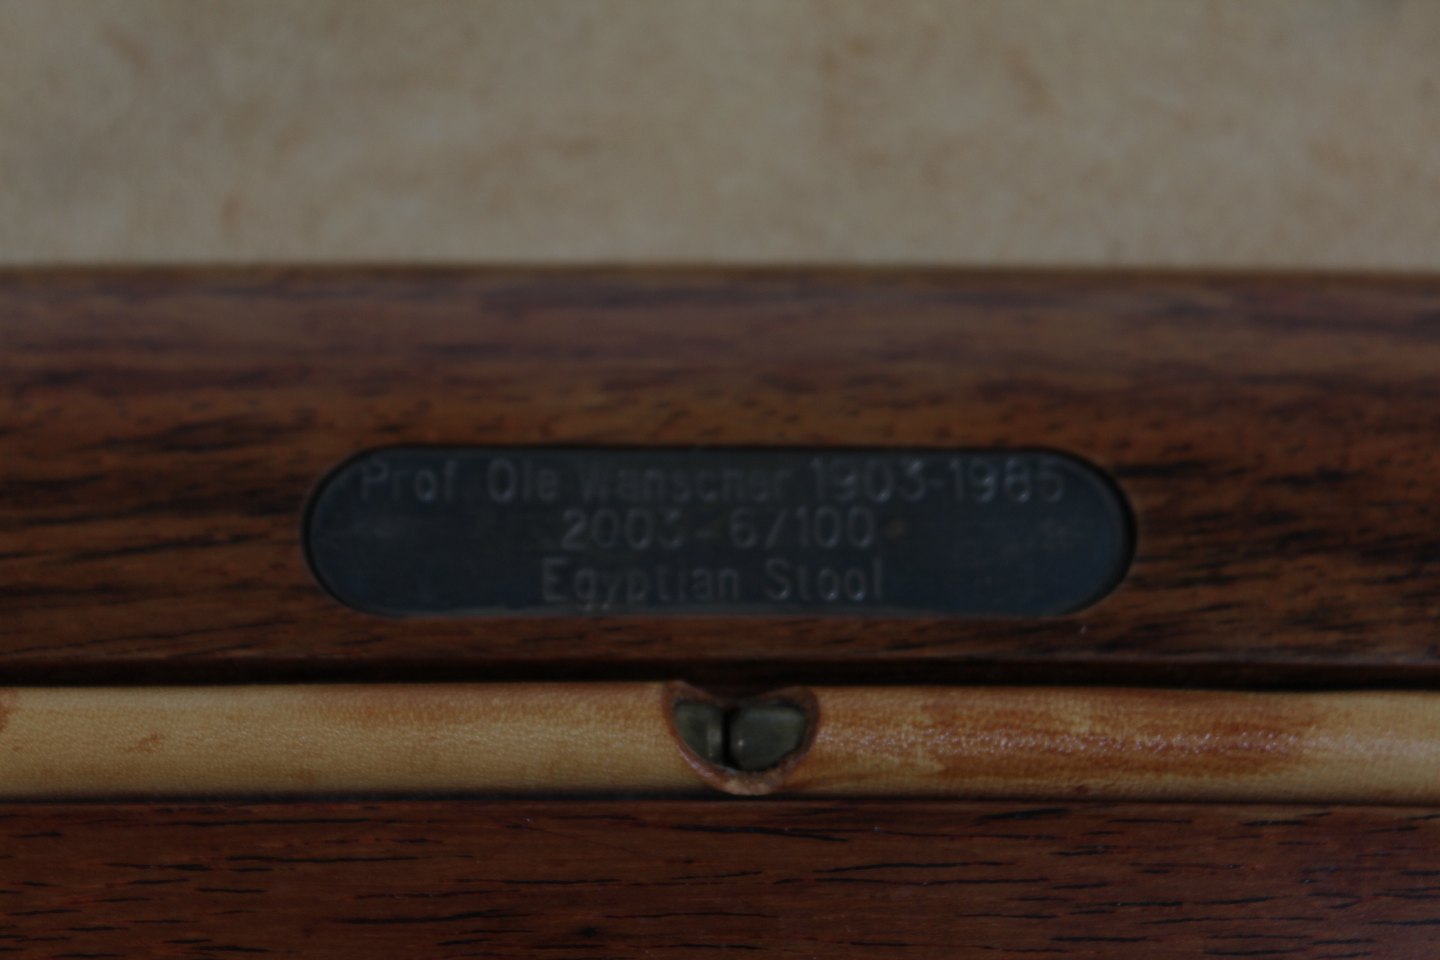 Prof. Ole Wanscher 1903-1985
2003 - 6/100
Egyptian Stool